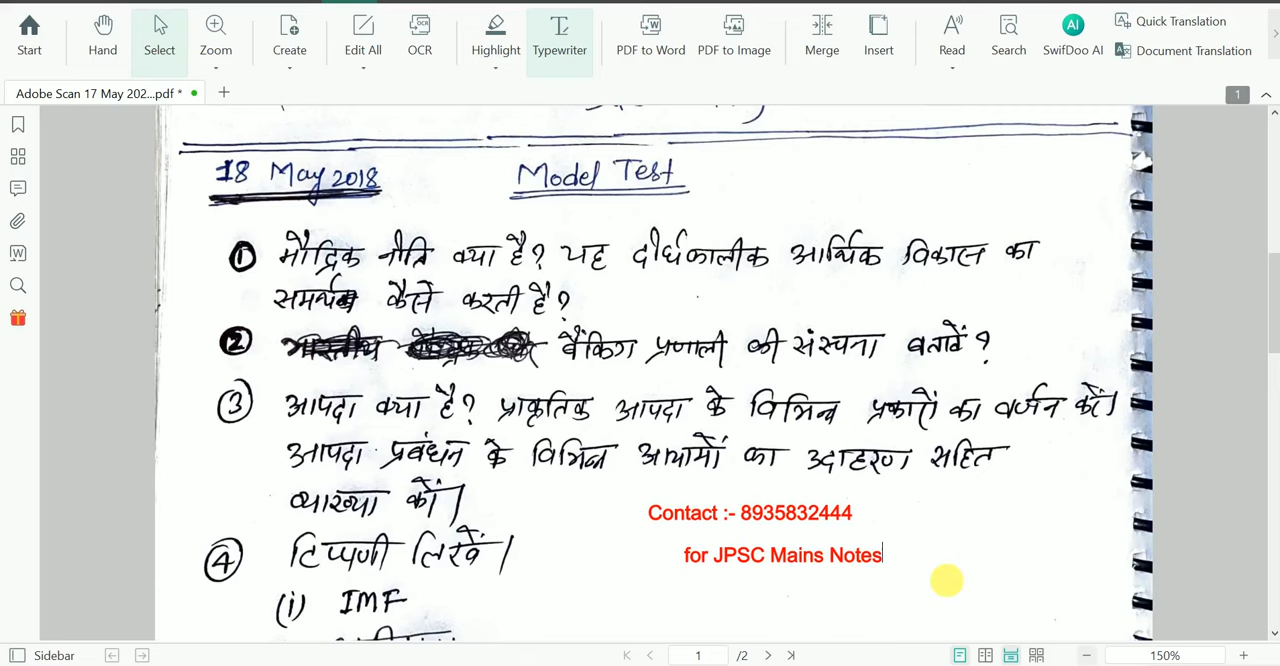 Start
Hand
Select
Zoom
Create
Edit All
OCR
Highlight
Typewriter
PDF to Word
PDF to Image
Merge
Insert
Read
Search
SwifDoo AI
Quick Translation
Document Translation
Adobe Scan 17 May 202...pdf *
1
18 May 2018 Model Test
① मौद्रिक नीति क्या है? यह दीर्घकालीक आर्थिक विकास का
समर्थन कैसे करती है?
② बैंकिंग प्रणाली की संरचना बतावें?
③ आपदा क्या है? प्राकृतिक आपदा के विभिन्न प्रकारों का वर्णन करें।
आपदा प्रबंधन के विभिन्न आयामों का उदाहरण सहित
व्याख्या करें।
Contact :- 8935832444
for JPSC Mains Notes
④ टिप्पणी लिखें।
(i) IMF
Sidebar
1 /2
150%